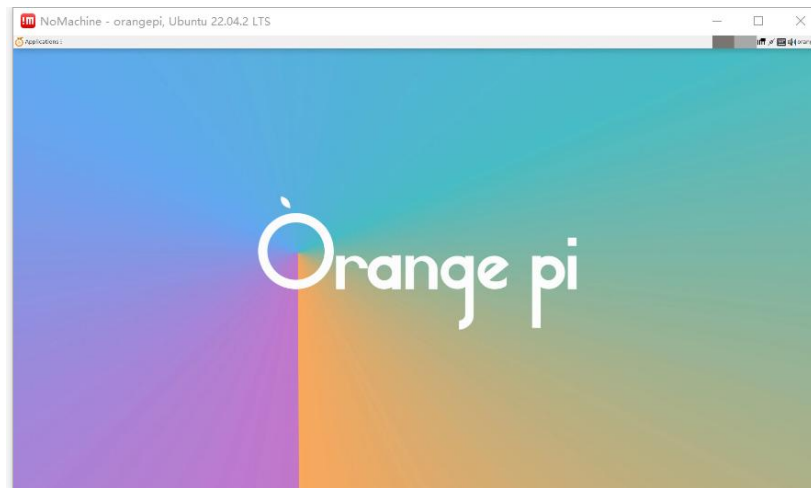 NoMachine - orangepi, Ubuntu 22.04.2 LTS
Applications
Orange pi